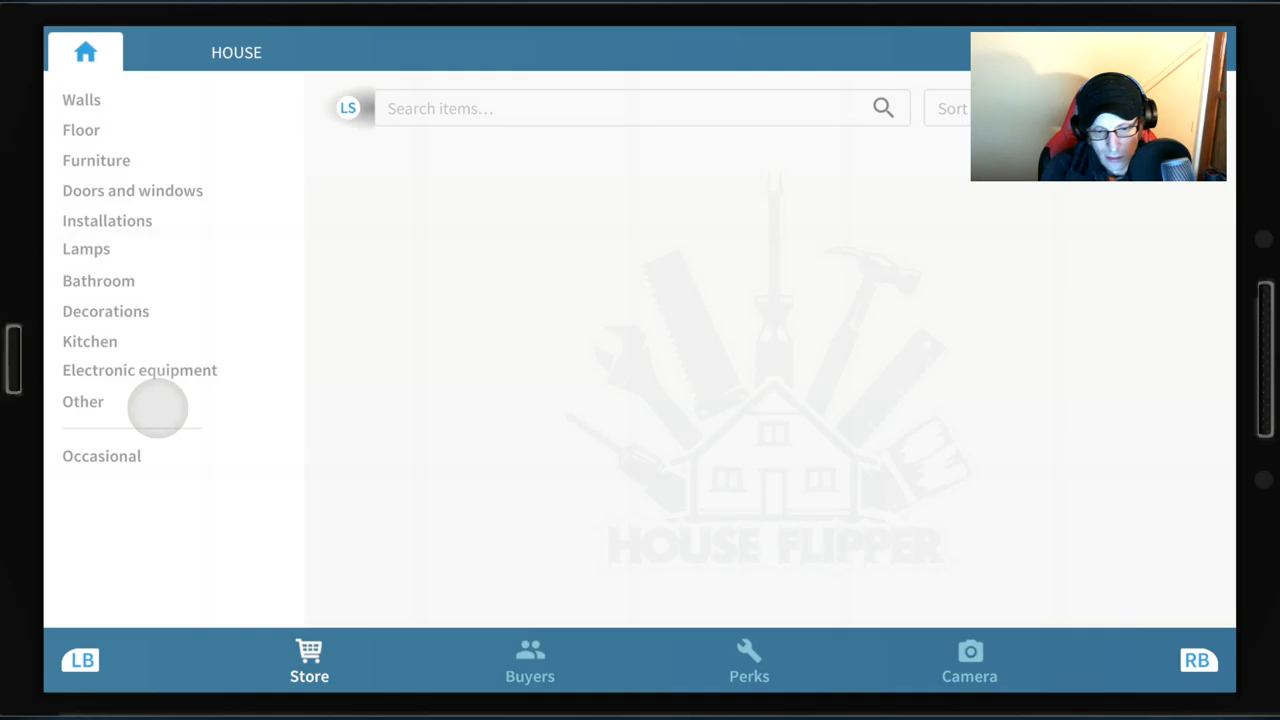 HOUSE
Walls
Floor
Furniture
Doors and windows
Installations
Lamps
Bathroom
Decorations
Kitchen
Electronic equipment
Other
Occasional
LS
Search items…
Sort
HOUSE FLIPPER
LB
Store
Buyers
Perks
Camera
RB